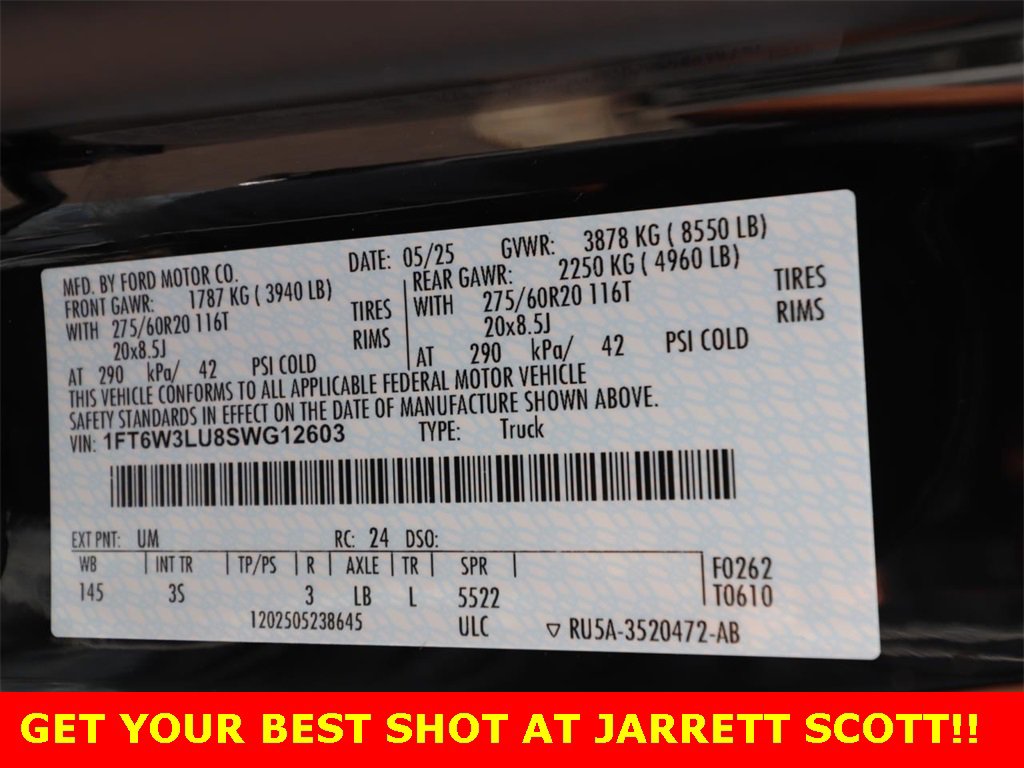 MFD. BY FORD MOTOR CO. DATE: 05/25 GVWR: 3878 KG ( 8550 LB)
FRONT GAWR: 1787 KG ( 3940 LB) REAR GAWR: 2250 KG ( 4960 LB)
WITH 275/60R20 116T TIRES WITH 275/60R20 116T TIRES
20x8.5J RIMS 20x8.5J RIMS
AT 290 kPa/ 42 PSI COLD AT 290 kPa/ 42 PSI COLD
THIS VEHICLE CONFORMS TO ALL APPLICABLE FEDERAL MOTOR VEHICLE
SAFETY STANDARDS IN EFFECT ON THE DATE OF MANUFACTURE SHOWN ABOVE.
VIN: 1FT6W3LU8SWG12603 TYPE: Truck
EXT PNT: UM RC: 24 DSO:
WB INT TR TP/PS R AXLE TR SPR F0262
145 3S 3 LB L 5522 T0610
1202505238645 ULC ▽ RU5A-3520472-AB
GET YOUR BEST SHOT AT JARRETT SCOTT!!